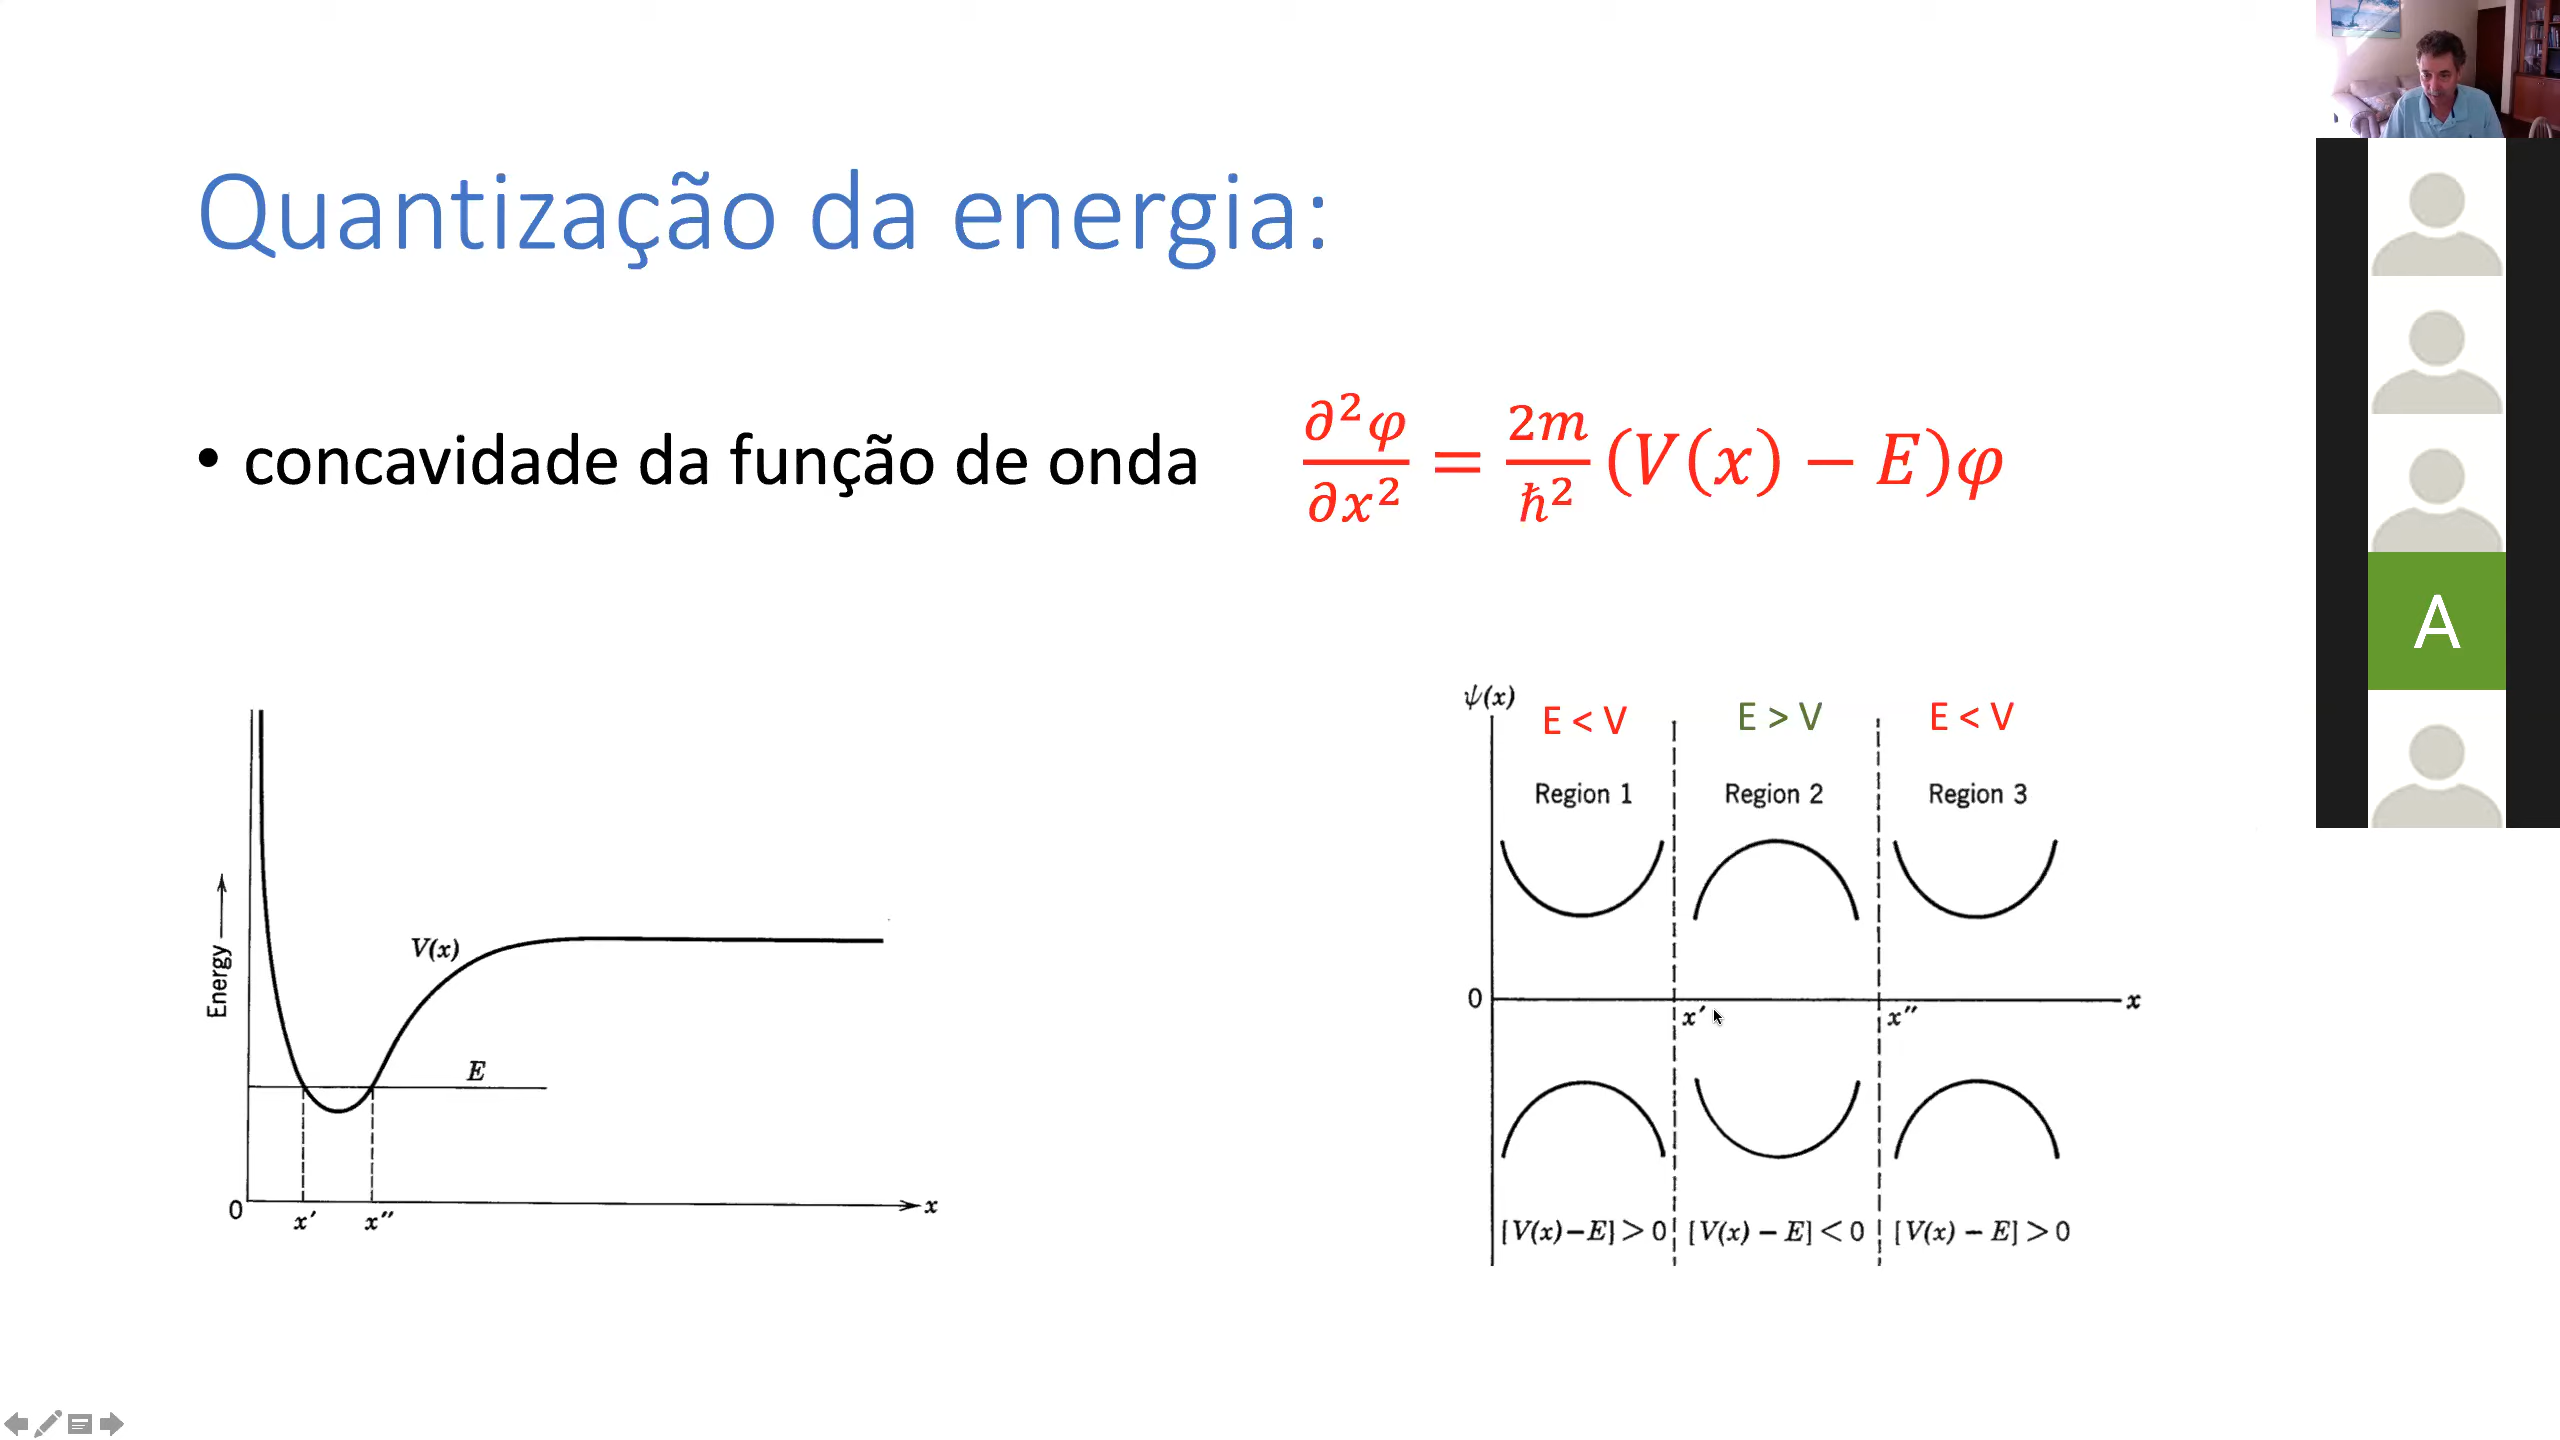 Quantização da energia:
• concavidade da função de onda
∂²φ/∂x² = 2m/ħ² (V(x) − E)φ
Energy
V(x)
E
0
x′ x″
x
ψ(x)
E < V E > V E < V
Region 1 Region 2 Region 3
0
x′ x″
x
[V(x)−E] > 0 [V(x) − E] < 0 [V(x) − E] > 0
A